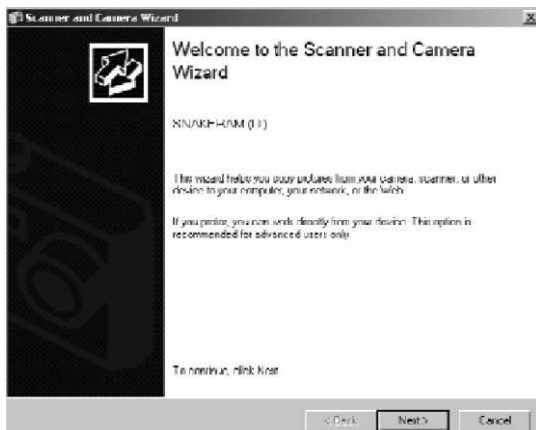 Scanner and Camera Wizard
Welcome to the Scanner and Camera
Wizard
This wizard helps you copy pictures from your camera, scanner, or other
device to your computer, your network, or the Web.
If you prefer, you can work directly from your device. This option is
recommended for advanced users only.
To continue, click Next
< Back
Next >
Cancel